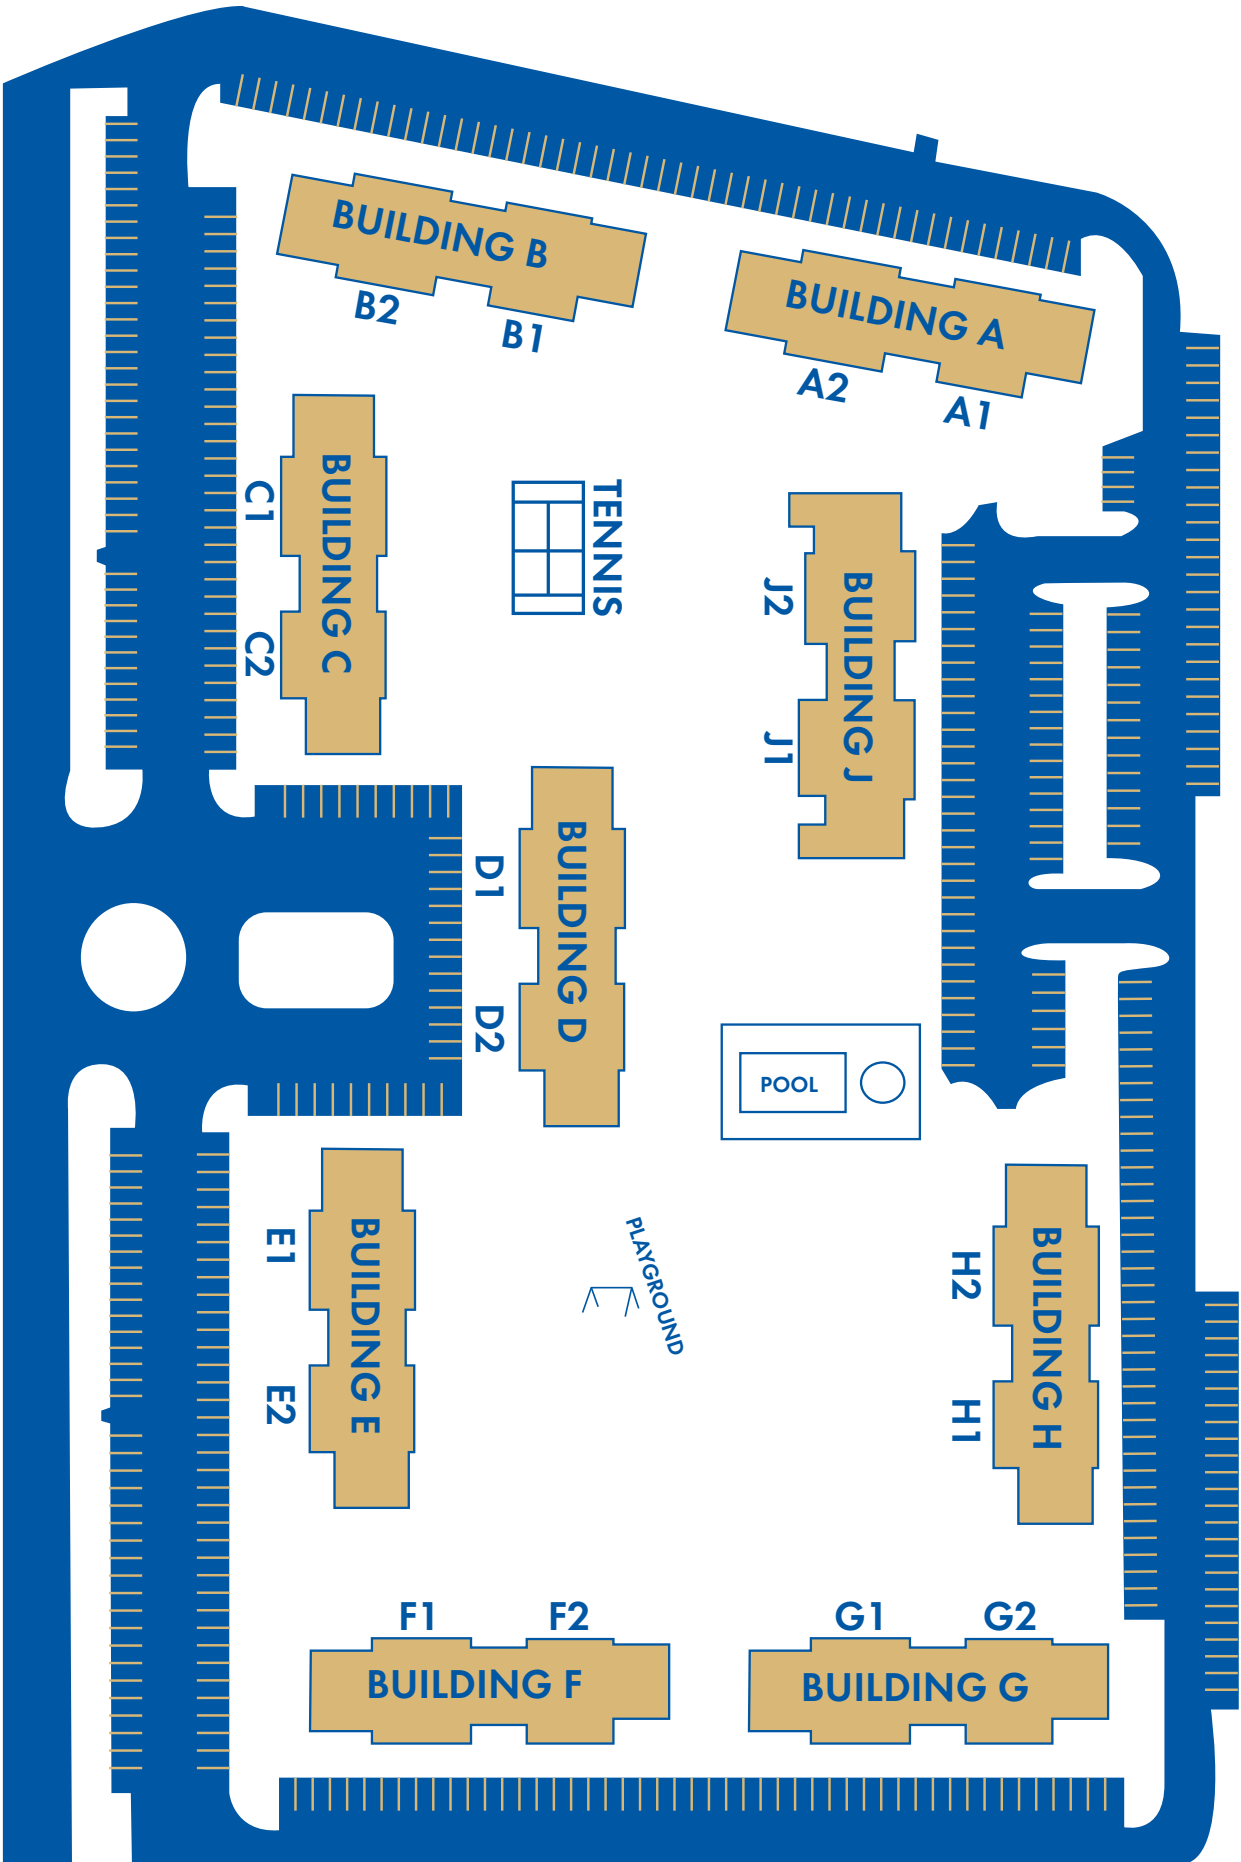 BUILDING B
B2
B1
BUILDING A
A2
A1
BUILDING C
C1
C2
TENNIS
BUILDING J
J2
J1
BUILDING D
D1
D2
POOL
BUILDING E
E1
E2
PLAYGROUND
BUILDING H
H2
H1
F1
F2
BUILDING F
G1
G2
BUILDING G